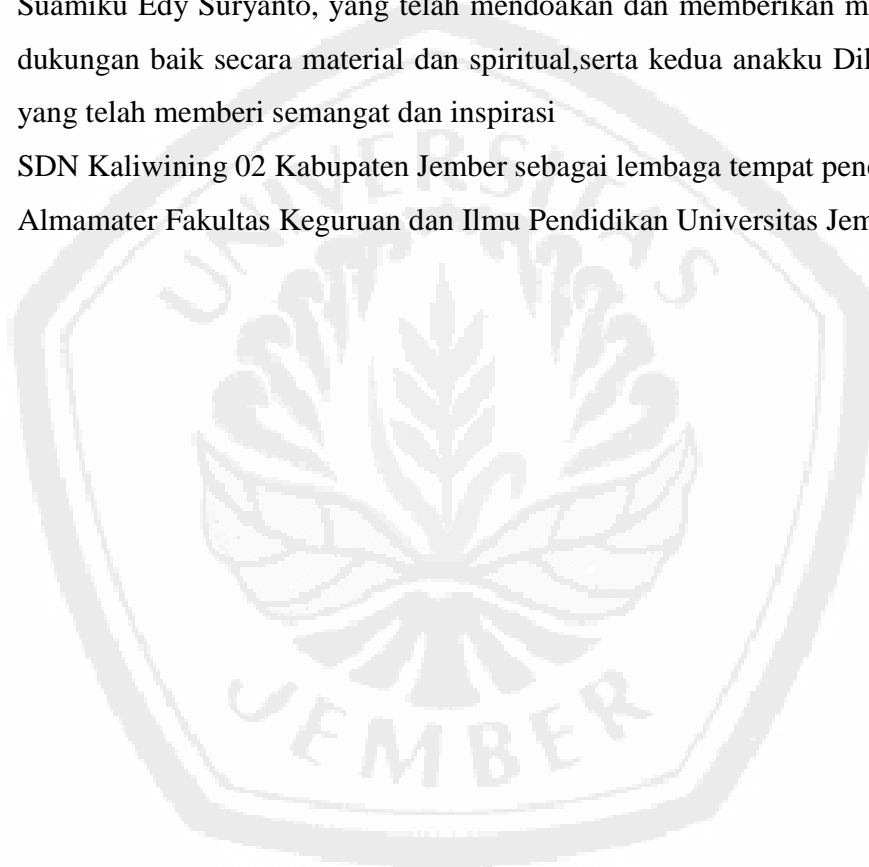 Suamiku Edy Suryanto, yang telah mendoakan dan memberikan
dukungan baik secara material dan spiritual,serta kedua anakku
yang telah memberi semangat dan inspirasi
SDN Kaliwining 02 Kabupaten Jember sebagai lembaga tempat
Almamater Fakultas Keguruan dan Ilmu Pendidikan Universitas
UNIVERSITAS
JEMBER